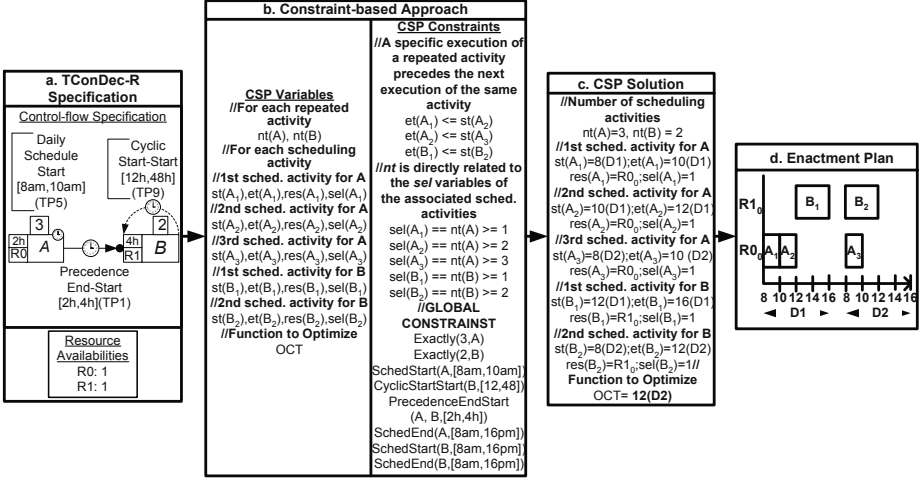 a. TConDec-R
Specification
Control-flow Specification
Daily
Schedule
Start
[8am,10am]
(TP5)
Cyclic
Start-Start
[12h,48h]
(TP9)
3
2h
R0
A
2
4h
R1
B
Precedence
End-Start
[2h,4h](TP1)
Resource
Availabilities
R0: 1
R1: 1
b. Constraint-based Approach
CSP Variables
//For each repeated
activity
nt(A), nt(B)
//For each scheduling
activity
//1st sched. activity for A
st(A1),et(A1),res(A1),sel(A1)
//2nd sched. activity for A
st(A2),et(A2),res(A2),sel(A2)
//3rd sched. activity for A
st(A3),et(A3),res(A3),sel(A3)
//1st sched. activity for B
st(B1),et(B1),res(B1),sel(B1)
//2nd sched. activity for B
st(B2),et(B2),res(B2),sel(B2)
//Function to Optimize
OCT
CSP Constraints
//A specific execution of
a repeated activity
precedes the next
execution of the same
activity
et(A1) <= st(A2)
et(A2) <= st(A3)
et(B1) <= st(B2)
//nt is directly related to
the sel variables of
the associated sched.
activities
sel(A1) == nt(A) >= 1
sel(A2) == nt(A) >= 2
sel(A3) == nt(A) >= 3
sel(B1) == nt(B) >= 1
sel(B2) == nt(B) >= 2
//GLOBAL
CONSTRAINST
Exactly(3,A)
Exactly(2,B)
SchedStart(A,[8am,10am])
CyclicStartStart(B,[12,48])
PrecedenceEndStart
(A, B,[2h,4h])
SchedEnd(A,[8am,16pm])
SchedStart(B,[8am,16pm])
SchedEnd(B,[8am,16pm])
c. CSP Solution
//Number of scheduling
activities
nt(A)=3, nt(B) = 2
//1st sched. activity for A
st(A1)=8(D1);et(A1)=10(D1)
res(A1)=R00;sel(A1)=1
//2nd sched. activity for A
st(A2)=10(D1);et(A2)=12(D1)
res(A2)=R00;sel(A2)=1
//3rd sched. activity for A
st(A3)=8(D2);et(A3)=10 (D2)
res(A3)=R00;sel(A3)=1
//1st sched. activity for B
st(B1)=12(D1);et(B1)=16(D1)
res(B1)=R10;sel(B1)=1
//2nd sched. activity for B
st(B2)=8(D2);et(B2)=12(D2)
res(B2)=R10;sel(B2)=1//
Function to Optimize
OCT= 12(D2)
d. Enactment Plan
R10
B1
B2
R00
A1
A2
A3
8 10 12 14 16 8 10 12 14 16
D1 D2